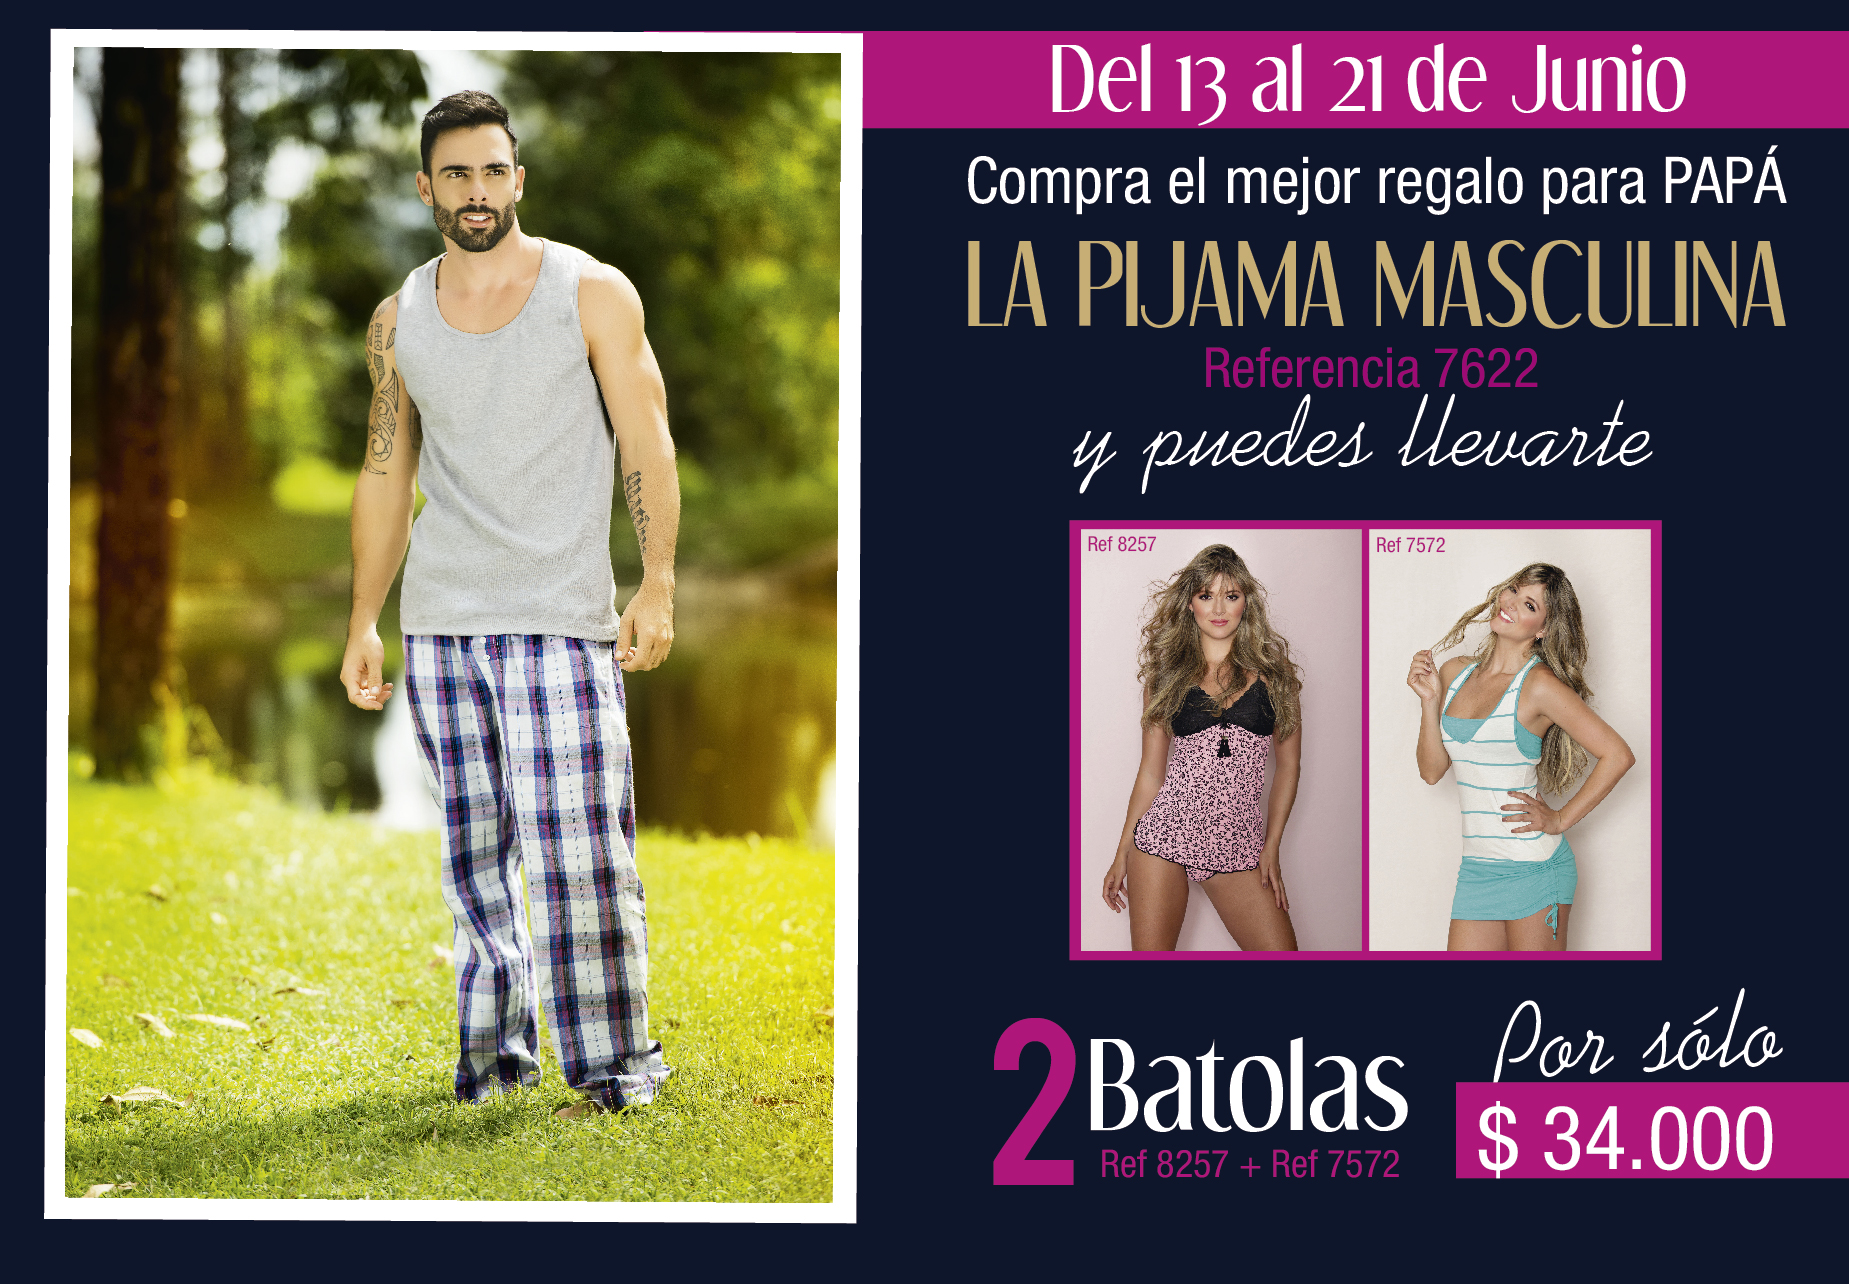 Del 13 al 21 de Junio
Compra el mejor regalo para PAPÁ
LA PIJAMA MASCULINA
Referencia 7622
y puedes llevarte
Ref 8257
Ref 7572
2 Batolas
Ref 8257 + Ref 7572
Por sólo
$ 34.000